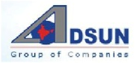 ADSUN
Group of Companies